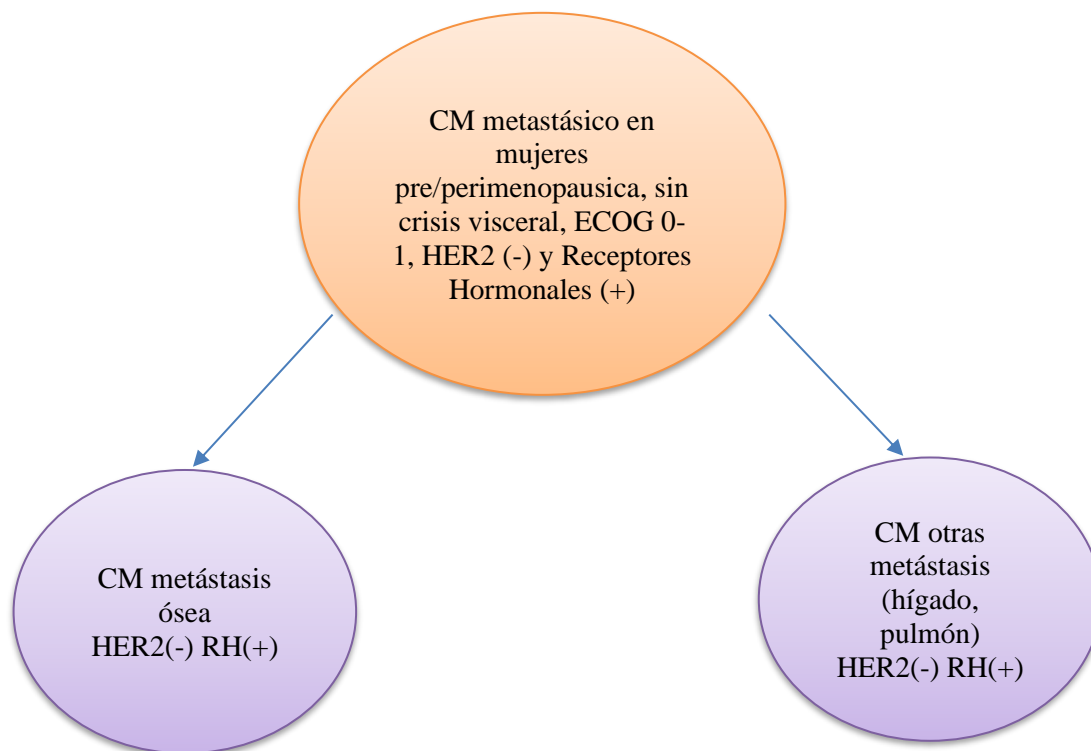 CM metastásico en
mujeres
pre/perimenopausica, sin
crisis visceral, ECOG 0-
1, HER2 (-) y Receptores
Hormonales (+)
CM metástasis
ósea
HER2(-) RH(+)
CM otras
metástasis
(hígado,
pulmón)
HER2(-) RH(+)